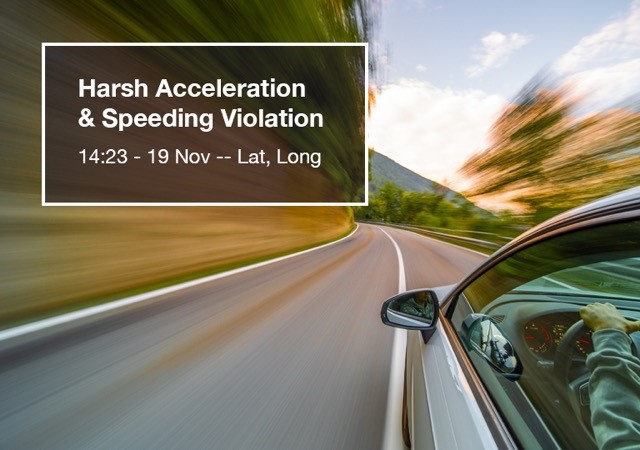 Harsh Acceleration
& Speeding Violation
14:23 - 19 Nov -- Lat, Long